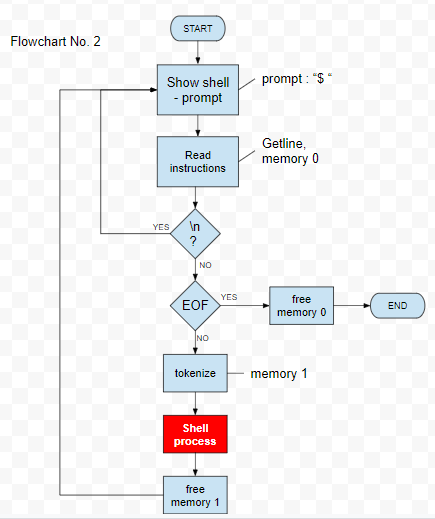 START
Flowchart No. 2
Show shell
- prompt
prompt : “$ “
Read
instructions
Getline,
memory 0
\n
?
YES
NO
EOF
YES
free
memory 0
END
NO
tokenize
memory 1
Shell
process
free
memory 1